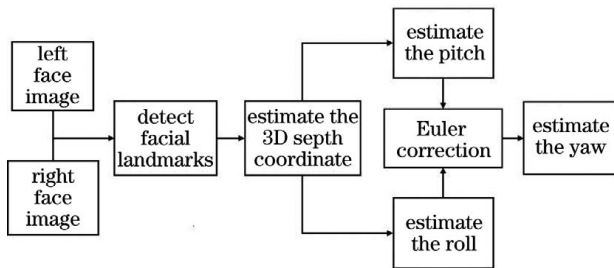 left
face
image
right
face
image
detect
facial
landmarks
estimate the
3D septh
coordinate
estimate
the pitch
Euler
correction
estimate
the roll
estimate
the yaw